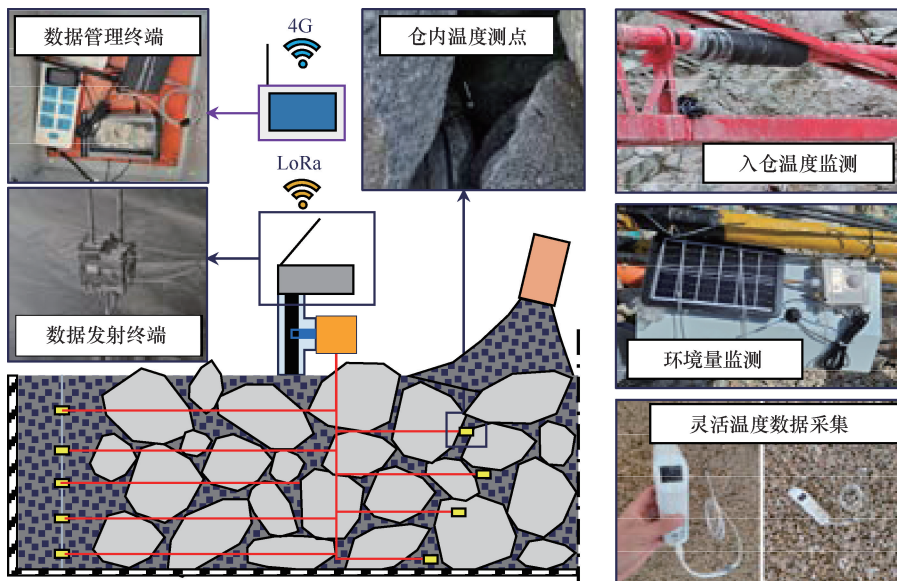 数据管理终端
4G
仓内温度测点
入仓温度监测
LoRa
数据发射终端
环境量监测
灵活温度数据采集